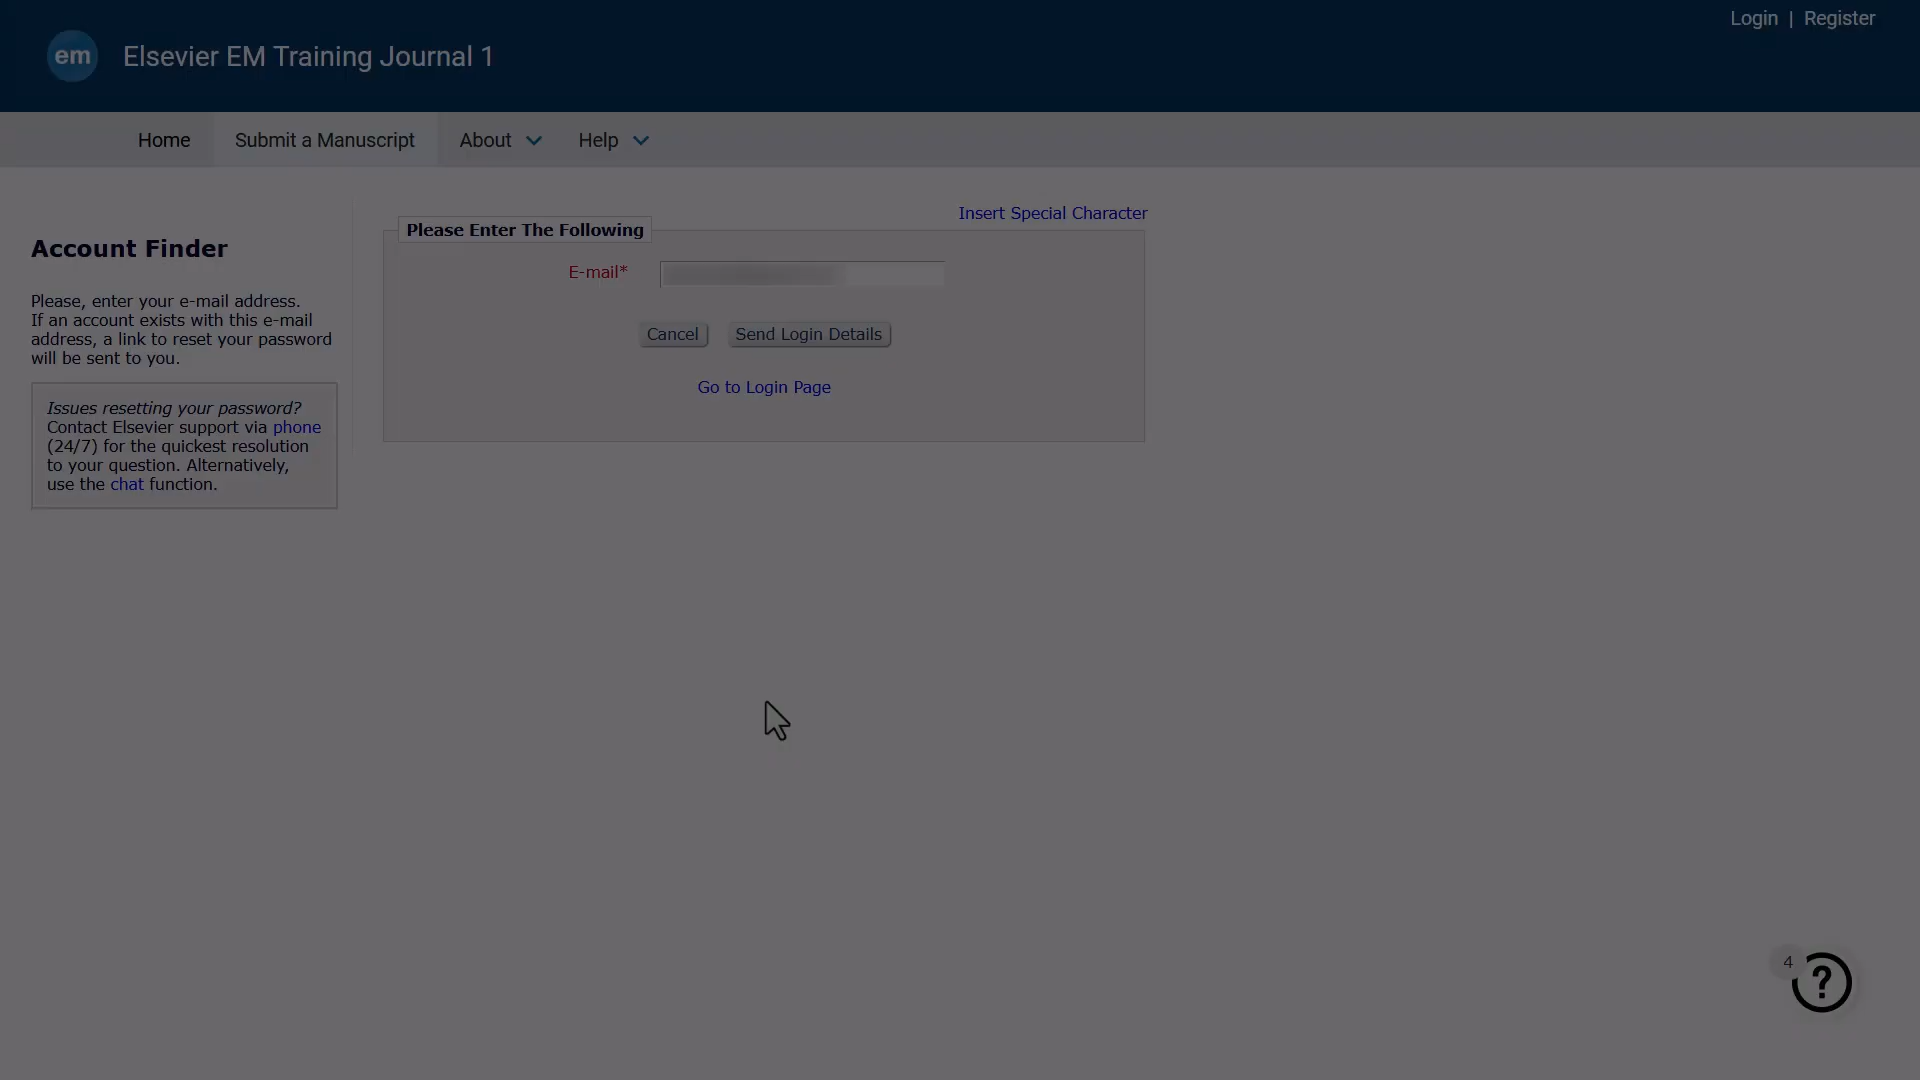 Login | Register
em Elsevier EM Training Journal 1
Home Submit a Manuscript About Help
Account Finder
Please, enter your e-mail address.
If an account exists with this e-mail
address, a link to reset your password
will be sent to you.
Issues resetting your password?
Contact Elsevier support via phone
(24/7) for the quickest resolution
to your question. Alternatively,
use the chat function.
Insert Special Character
Please Enter The Following
E-mail*
Cancel Send Login Details
Go to Login Page
4
?